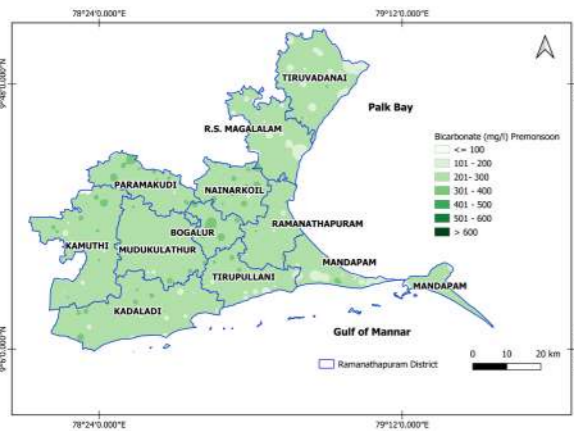 78°24'0.000"E
79°12'0.000"E
TIRUVADANAI
Palk Bay
R.S. MAGALALAM
Bicarbonate (mg/l) Premonsoon
<= 100
101 - 200
201- 300
301 - 400
401 - 500
501 - 600
> 600
PARAMAKUDI
NAINARKOIL
RAMANATHAPURAM
BOGALUR
KAMUTHI
MUDUKULATHUR
MANDAPAM
TIRUPULLANI
MANDAPAM
KADALADI
Gulf of Mannar
Ramanathapuram District
0 10 20 km
78°24'0.000"E
79°12'0.000"E